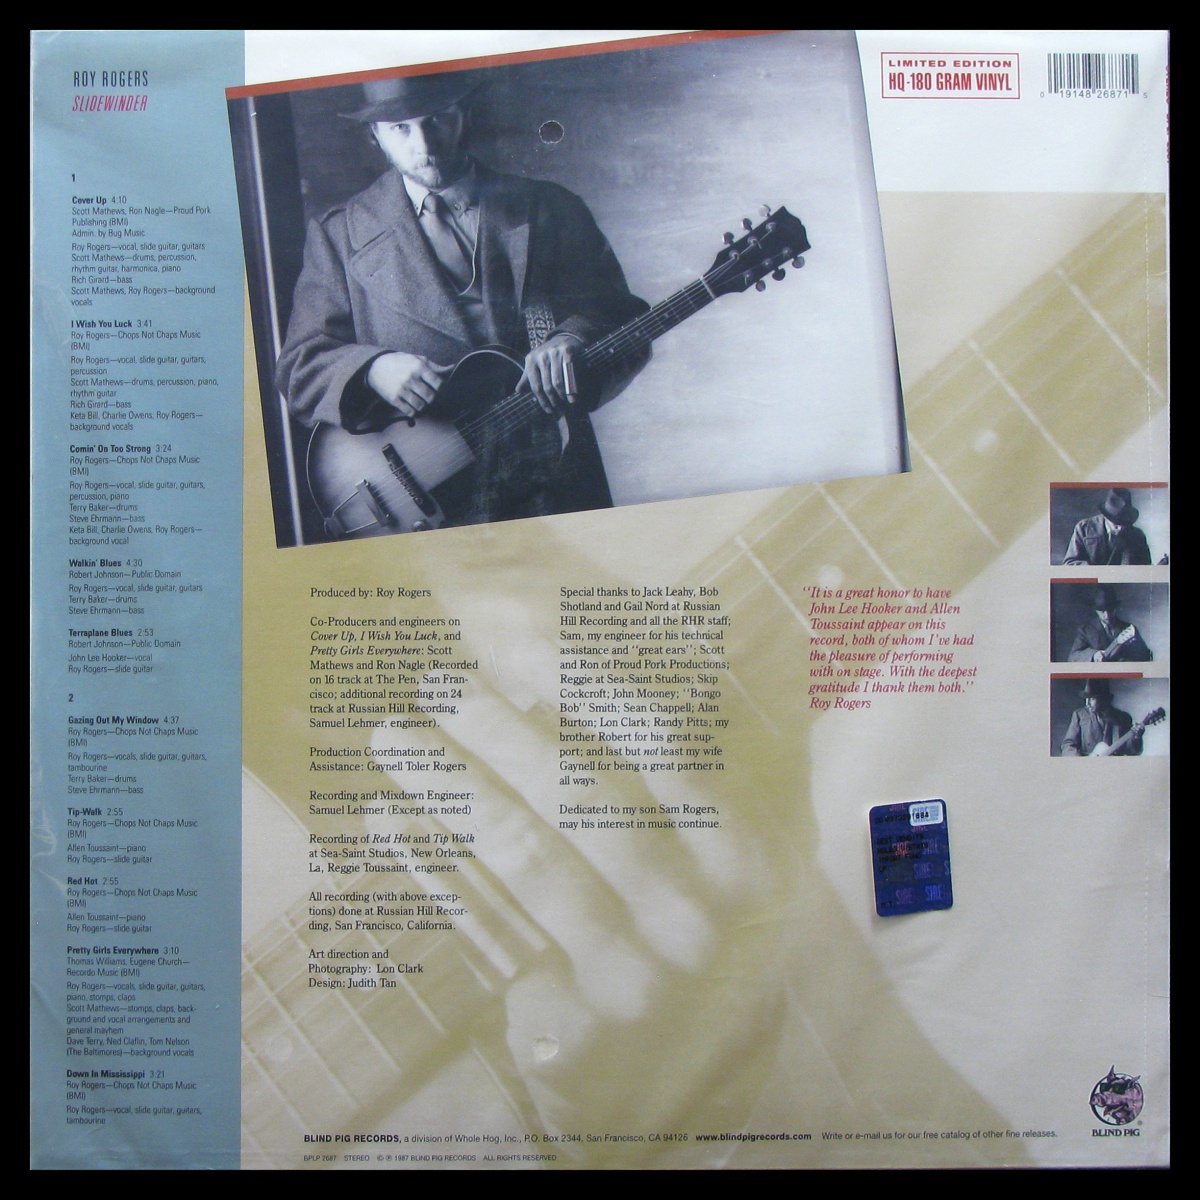 ROY ROGERS
SLIDEWINDER
1
Cover Up 4:10
Scott Mathews, Ron Nagle—Proud Pork
Publishing (BMI)
Admin. by Bug Music
Roy Rogers—vocal, slide guitar, guitars
Scott Mathews—drums, percussion,
rhythm guitar, harmonica, piano
Rich Girard—bass
Scott Mathews, Roy Rogers—background
vocals
I Wish You Luck 3:41
Roy Rogers—Chops Not Chaps Music
(BMI)
Roy Rogers—vocal, slide guitar, guitars,
percussion
Scott Mathews—drums, percussion, piano,
rhythm guitar
Rich Girard—bass
Keta Bill, Charlie Owens, Roy Rogers—
background vocals
Comin' On Too Strong 3:24
Roy Rogers—Chops Not Chaps Music
(BMI)
Roy Rogers—vocal, slide guitar, guitars,
percussion, piano
Terry Baker—drums
Steve Ehrmann—bass
Keta Bill, Charlie Owens, Roy Rogers—
background vocal
Walkin' Blues 4:30
Robert Johnson—Public Domain
Roy Rogers—vocal, slide guitar, guitars
Terry Baker—drums
Steve Ehrmann—bass
Terraplane Blues 2:53
Robert Johnson—Public Domain
John Lee Hooker—vocal
Roy Rogers—slide guitar
2
Gazing Out My Window 4:37
Roy Rogers—Chops Not Chaps Music
(BMI)
Roy Rogers—vocals, slide guitar, guitars,
tambourine
Terry Baker—drums
Steve Ehrmann—bass
Tip-Walk 2:55
Roy Rogers—Chops Not Chaps Music
(BMI)
Allen Toussaint—piano
Roy Rogers—slide guitar
Red Hot 2:55
Roy Rogers—Chops Not Chaps Music
(BMI)
Allen Toussaint—piano
Roy Rogers—slide guitar
Pretty Girls Everywhere 3:10
Thomas Williams, Eugene Church—
Recordo Music (BMI)
Roy Rogers—vocals, slide guitar, guitars,
piano, stomps, claps
Scott Mathews—stomps, claps, back-
ground and vocal arrangements and
general mayhem
Dave Terry, Ned Claflin, Tom Nelson
(The Baltimores)—background vocals
Down In Mississippi 3:21
Roy Rogers—Chops Not Chaps Music
(BMI)
Roy Rogers—vocal, slide guitar, guitars,
tambourine
LIMITED EDITION
HQ-180 GRAM VINYL
0 19148 26871 5
Produced by: Roy Rogers
Co-Producers and engineers on
Cover Up, I Wish You Luck, and
Pretty Girls Everywhere: Scott
Mathews and Ron Nagle (Recorded
on 16 track at The Pen, San Fran-
cisco; additional recording on 24
track at Russian Hill Recording,
Samuel Lehmer, engineer).
Production Coordination and
Assistance: Gaynell Toler Rogers
Recording and Mixdown Engineer:
Samuel Lehmer (Except as noted)
Recording of Red Hot and Tip Walk
at Sea-Saint Studios, New Orleans,
La, Reggie Toussaint, engineer.
All recording (with above excep-
tions) done at Russian Hill Recor-
ding, San Francisco, California.
Art direction and
Photography: Lon Clark
Design: Judith Tan
Special thanks to Jack Leahy, Bob
Shotland and Gail Nord at Russian
Hill Recording and all the RHR staff;
Sam, my engineer for his technical
assistance and "great ears"; Scott
and Ron of Proud Pork Productions;
Reggie at Sea-Saint Studios; Skip
Cockcroft; John Mooney; "Bongo
Bob" Smith; Sean Chappell; Alan
Burton; Lon Clark; Randy Pitts; my
brother Robert for his great sup-
port; and last but not least my wife
Gaynell for being a great partner in
all ways.
Dedicated to my son Sam Rogers,
may his interest in music continue.
"It is a great honor to have
John Lee Hooker and Allen
Toussaint appear on this
record, both of whom I've had
the pleasure of performing
with on stage. With the deepest
gratitude I thank them both."
Roy Rogers
684
SIAE
SIAE SIAE
BLIND PIG
BLIND PIG RECORDS, a division of Whole Hog, Inc., P.O. Box 2344, San Francisco, CA 94126 www.blindpigrecords.com Write or e-mail us for our free catalog of other fine releases.
BPLP 2687 STEREO © ℗ 1987 BLIND PIG RECORDS. ALL RIGHTS RESERVED